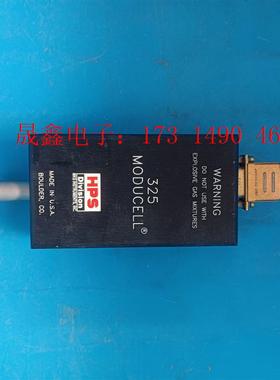 晟鑫电子：173 1490 46
WARNING
DO NOT USE WITH
EXPLOSIVE GAS MIXTURES
325
MODUCELL®
HPS
Division
MADE IN U.S.A.
BOULDER, CO.